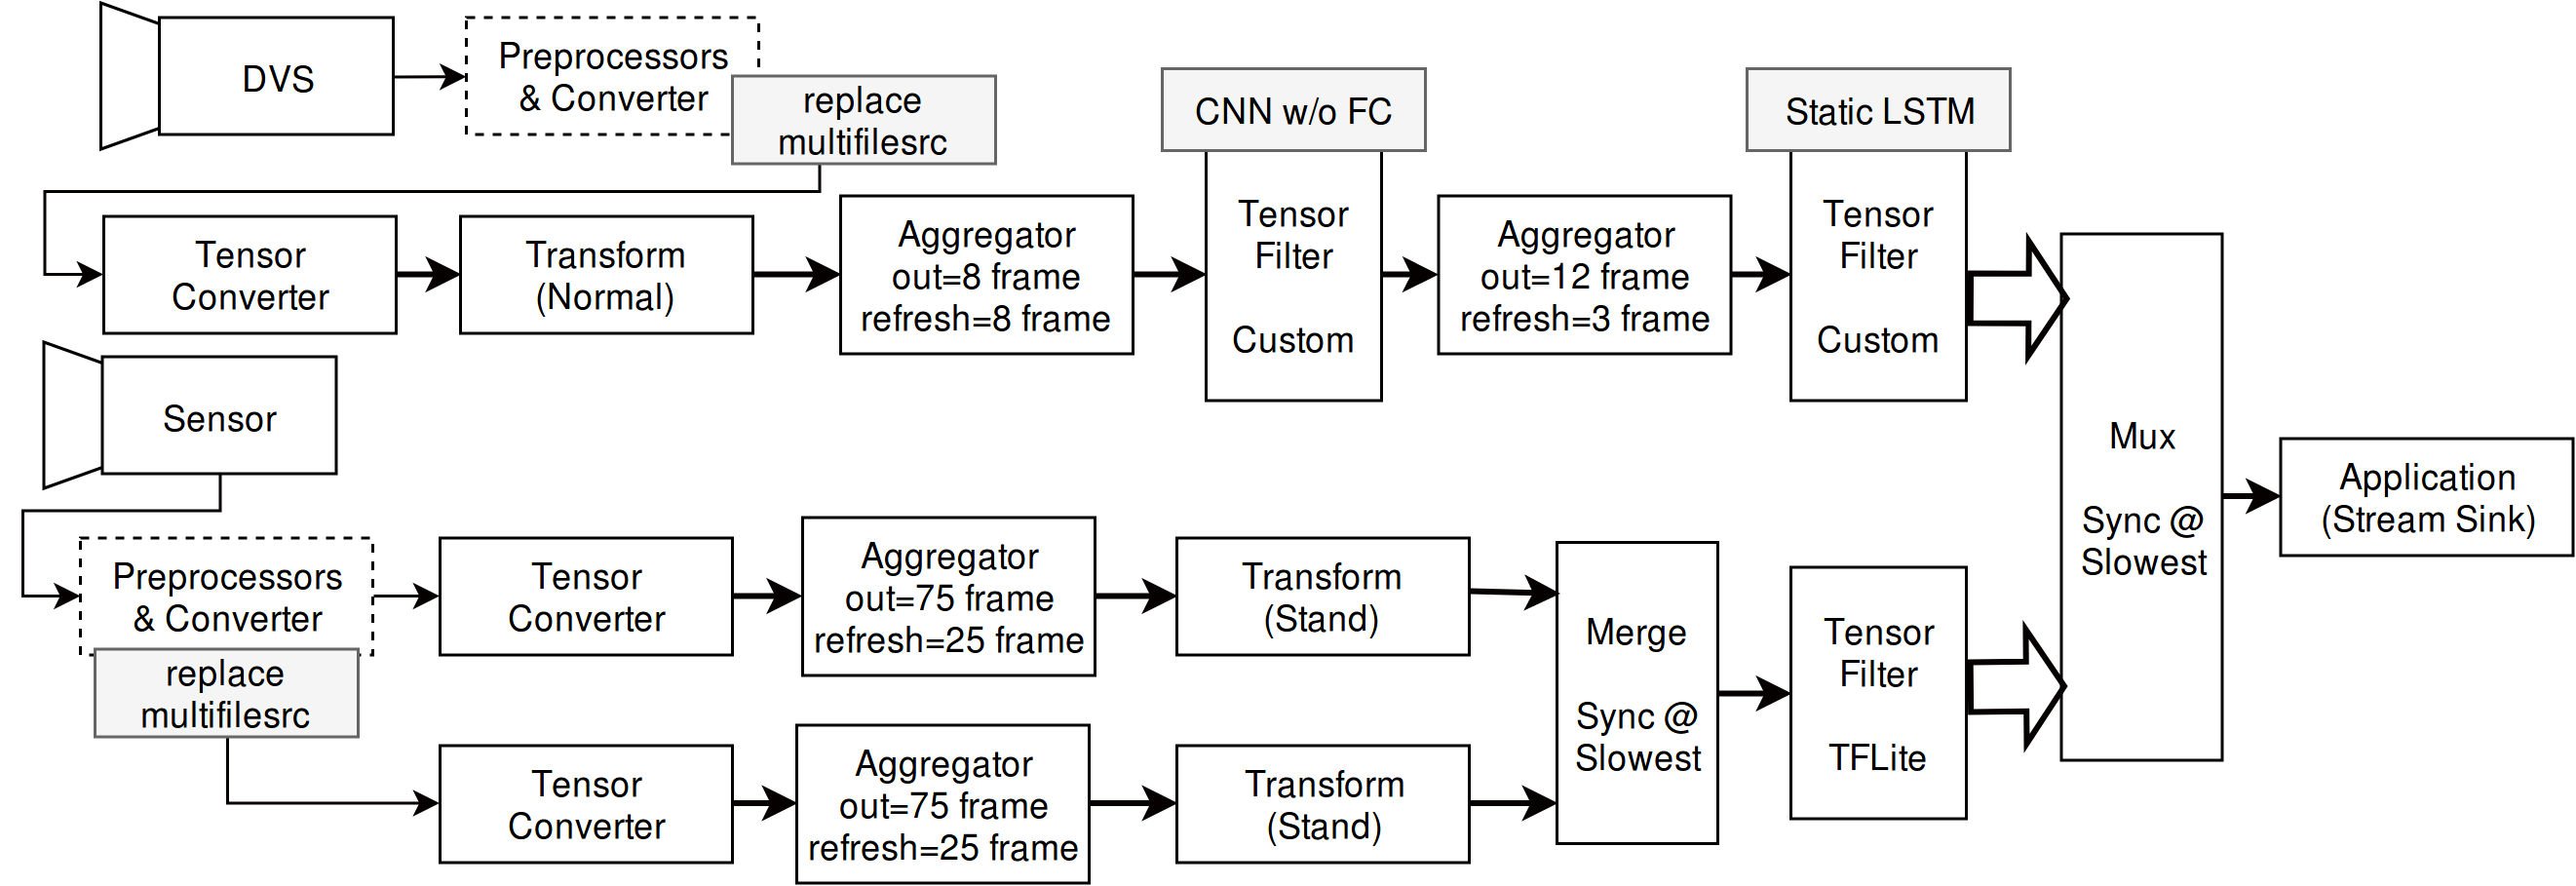 DVS
Preprocessors
& Converter
replace
multifilesrc
CNN w/o FC
Static LSTM
Tensor
Converter
Transform
(Normal)
Aggregator
out=8 frame
refresh=8 frame
Tensor
Filter
Custom
Aggregator
out=12 frame
refresh=3 frame
Tensor
Filter
Custom
Sensor
Preprocessors
& Converter
replace
multifilesrc
Tensor
Converter
Aggregator
out=75 frame
refresh=25 frame
Transform
(Stand)
Tensor
Converter
Aggregator
out=75 frame
refresh=25 frame
Transform
(Stand)
Merge
Sync @
Slowest
Tensor
Filter
TFLite
Mux
Sync @
Slowest
Application
(Stream Sink)